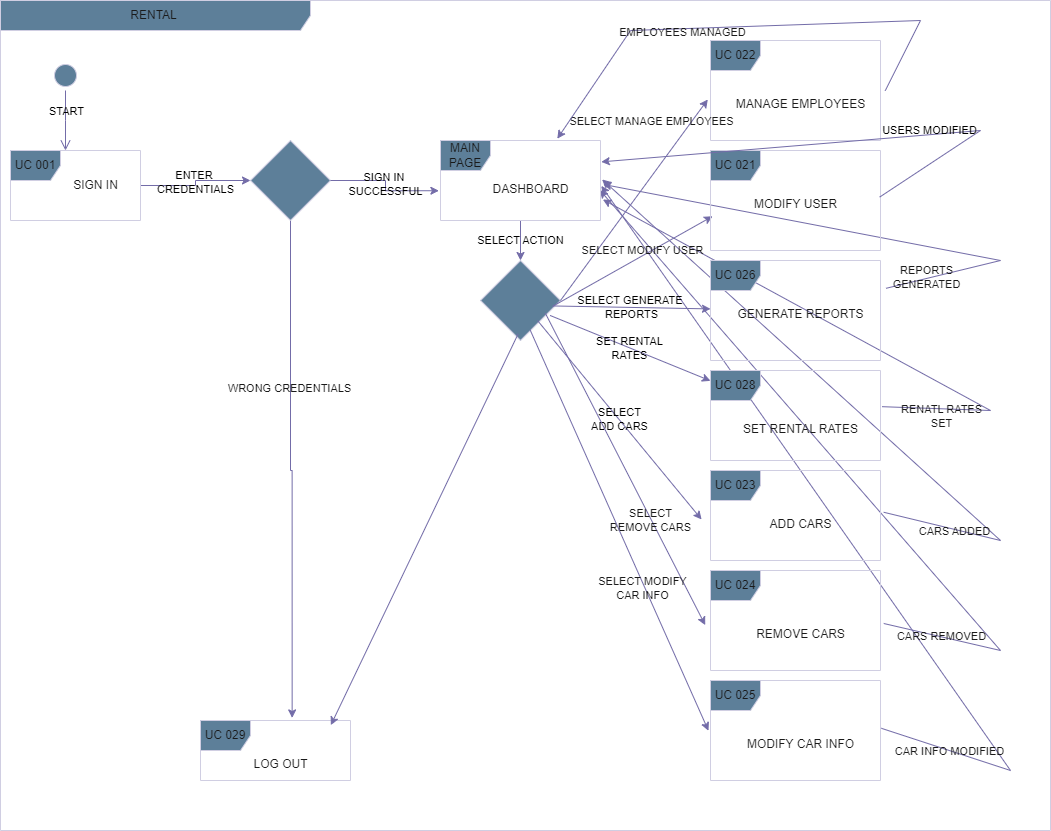 RENTAL
START
UC 001
SIGN IN
ENTER
CREDENTIALS
SIGN IN
SUCCESSFUL
MAIN
PAGE
DASHBOARD
SELECT ACTION
WRONG CREDENTIALS
UC 029
LOG OUT
EMPLOYEES MANAGED
UC 022
MANAGE EMPLOYEES
SELECT MANAGE EMPLOYEES
USERS MODIFIED
UC 021
MODIFY USER
SELECT MODIFY USER
UC 026
GENERATE REPORTS
SELECT GENERATE
REPORTS
REPORTS
GENERATED
SET RENTAL
RATES
UC 028
SET RENTAL RATES
RENATL RATES
SET
SELECT
ADD CARS
UC 023
ADD CARS
CARS ADDED
SELECT
REMOVE CARS
UC 024
REMOVE CARS
CARS REMOVED
SELECT MODIFY
CAR INFO
UC 025
MODIFY CAR INFO
CAR INFO MODIFIED